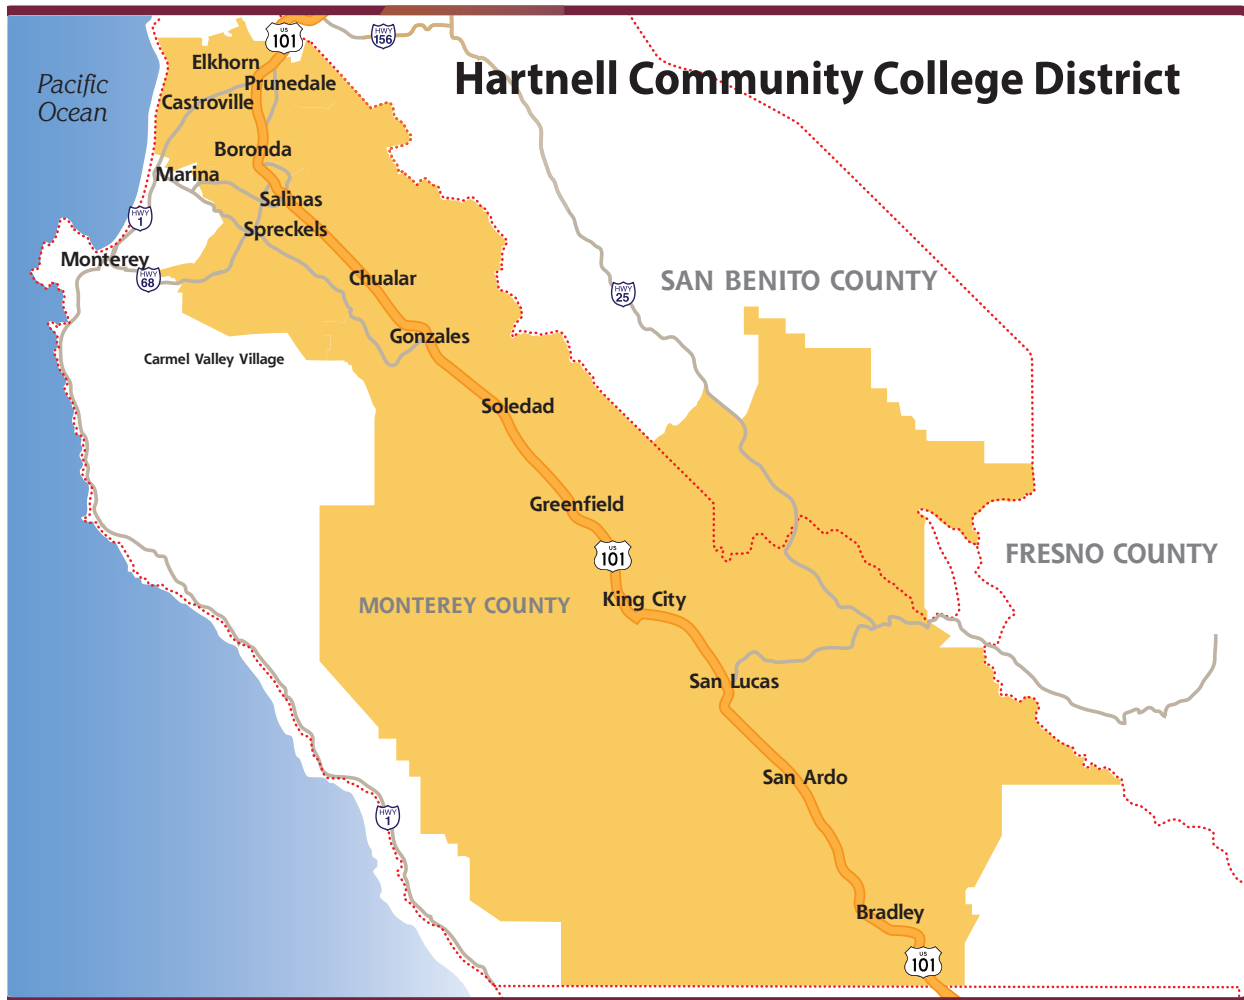 Hartnell Community College District
Pacific
Ocean
US
101
HWY
156
Elkhorn
Prunedale
Castroville
Boronda
Marina
Salinas
HWY
1
Spreckels
Monterey
HWY
68
Chualar
SAN BENITO COUNTY
HWY
25
Gonzales
Carmel Valley Village
Soledad
Greenfield
US
101
FRESNO COUNTY
MONTEREY COUNTY
King City
San Lucas
San Ardo
HWY
1
Bradley
US
101